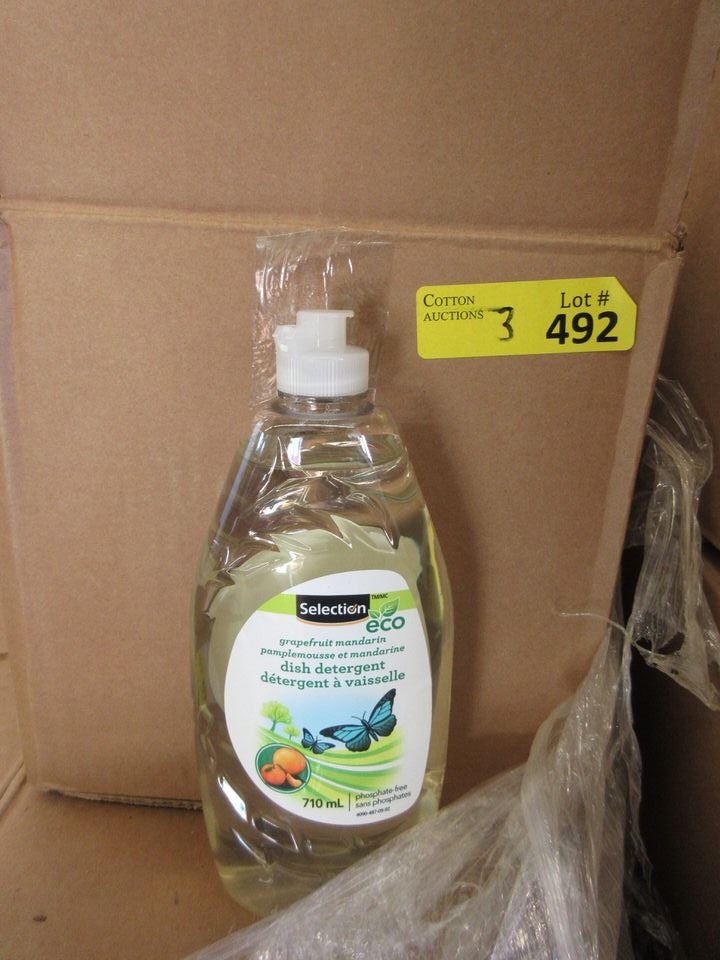 COTTON
AUCTIONS 3
Lot #
492
Selection
TM/MC
eco
grapefruit mandarin
pamplemousse et mandarine
dish detergent
détergent à vaisselle
710 mL
phosphate-free
sans phosphates